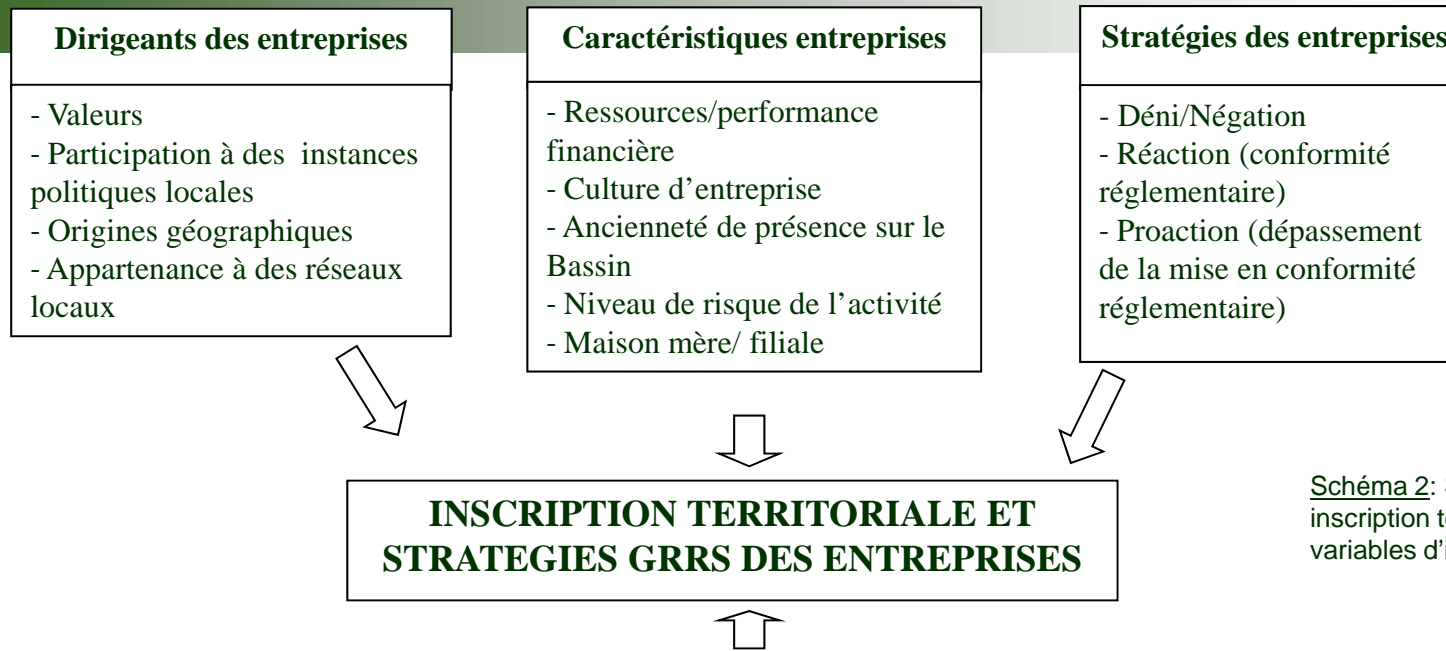 Dirigeants des entreprises
- Valeurs
- Participation à des instances
politiques locales
- Origines géographiques
- Appartenance à des réseaux
locaux
Caractéristiques entreprises
- Ressources/performance
financière
- Culture d’entreprise
- Ancienneté de présence sur le
Bassin
- Niveau de risque de l’activité
- Maison mère/ filiale
Stratégies des entreprises
- Déni/Négation
- Réaction (conformité
réglementaire)
- Proaction (dépassement
de la mise en conformité
réglementaire)
INSCRIPTION TERRITORIALE ET
STRATEGIES GRRS DES ENTREPRISES
Schéma 2:
inscription
variables